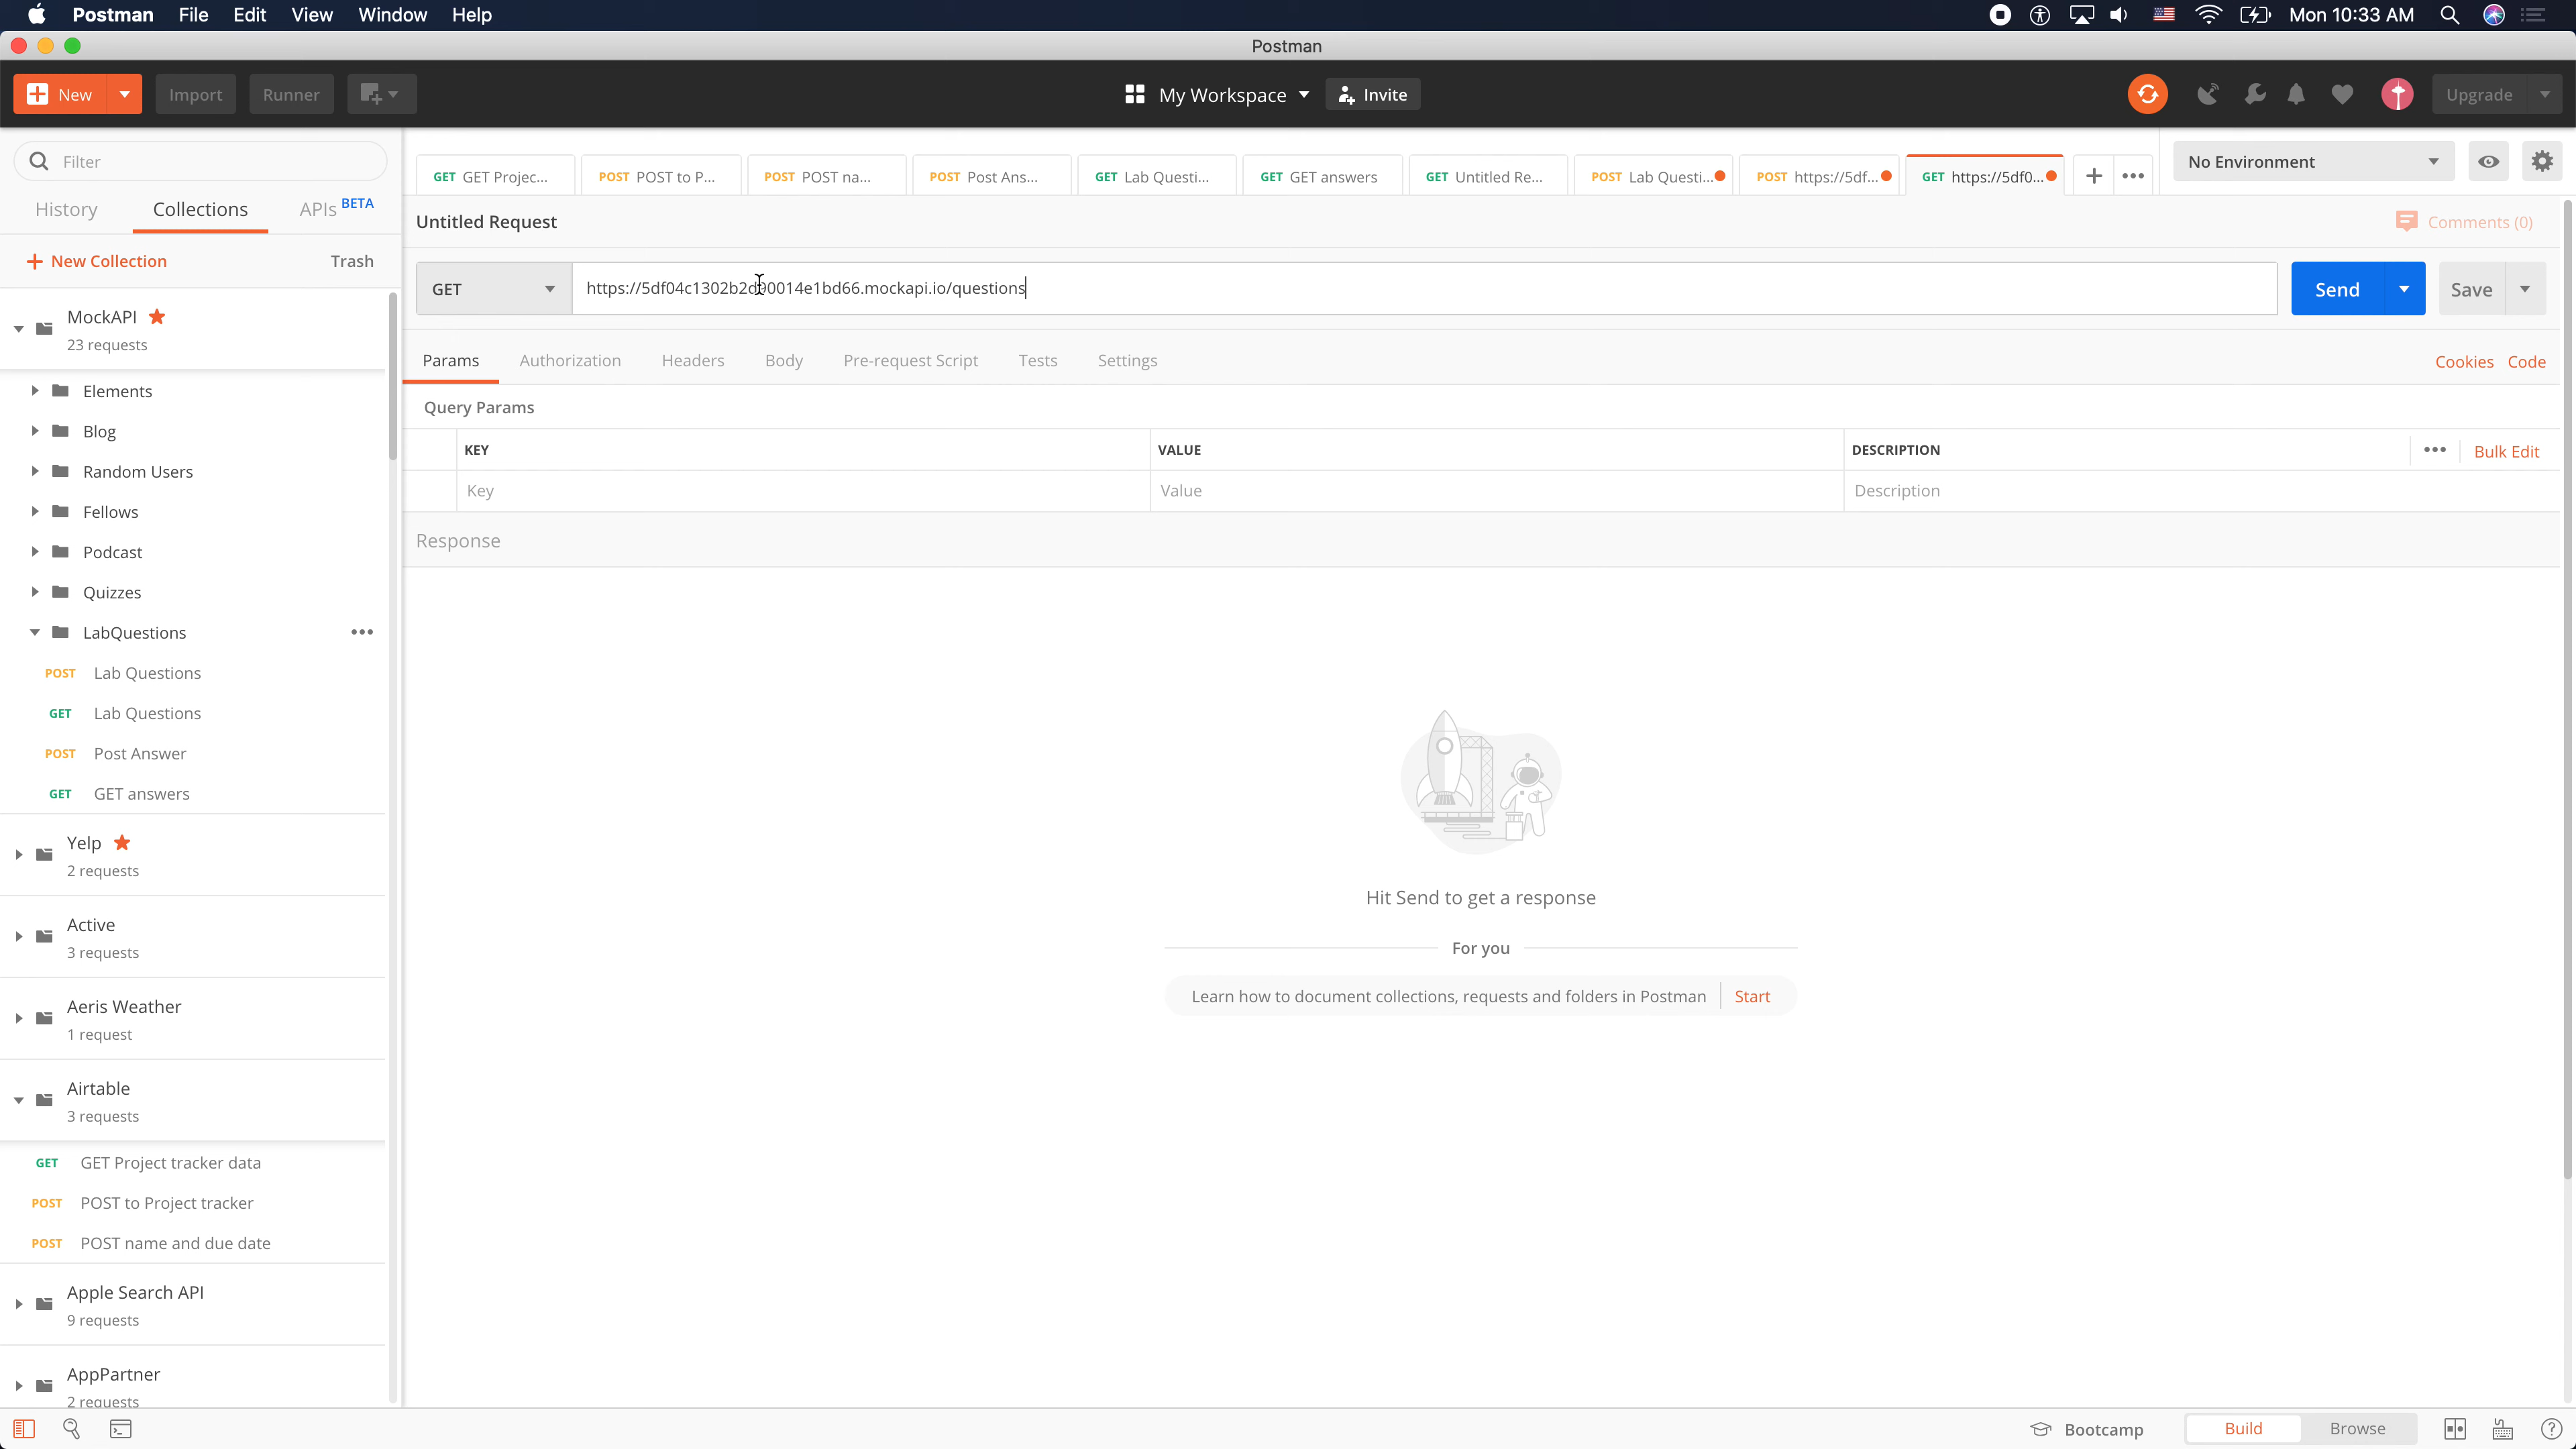 Postman File Edit View Window Help Mon 10:33 AM
Postman
New Import Runner My Workspace Invite Upgrade
Filter
History Collections APIs BETA
New Collection Trash
MockAPI
23 requests
Elements
Blog
Random Users
Fellows
Podcast
Quizzes
LabQuestions
POST Lab Questions
GET Lab Questions
POST Post Answer
GET GET answers
Yelp
2 requests
Active
3 requests
Aeris Weather
1 request
Airtable
3 requests
GET GET Project tracker data
POST POST to Project tracker
POST POST name and due date
Apple Search API
9 requests
AppPartner
2 requests
GET GET Projec... POST POST to P... POST POST na... POST Post Ans... GET Lab Questi... GET GET answers GET Untitled Re... POST Lab Questi... POST https://5df... GET https://5df0... No Environment
Untitled Request Comments (0)
GET https://5df04c1302b2d90014e1bd66.mockapi.io/questions Send Save
Params Authorization Headers Body Pre-request Script Tests Settings Cookies Code
Query Params
KEY VALUE DESCRIPTION Bulk Edit
Key Value Description
Response
Hit Send to get a response
For you
Learn how to document collections, requests and folders in Postman Start
Bootcamp Build Browse